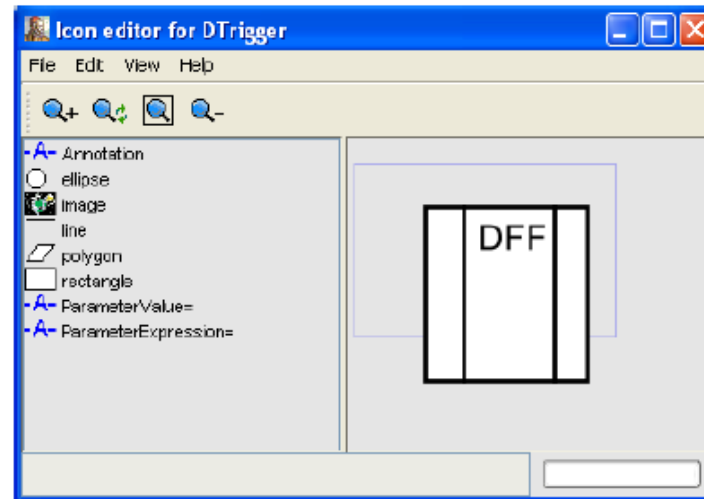 Icon editor for DTrigger
File Edit View Help
-A- Annotation
ellipse
image
line
polygon
rectangle
-A- ParameterValue=
-A- ParameterExpression=
DFF